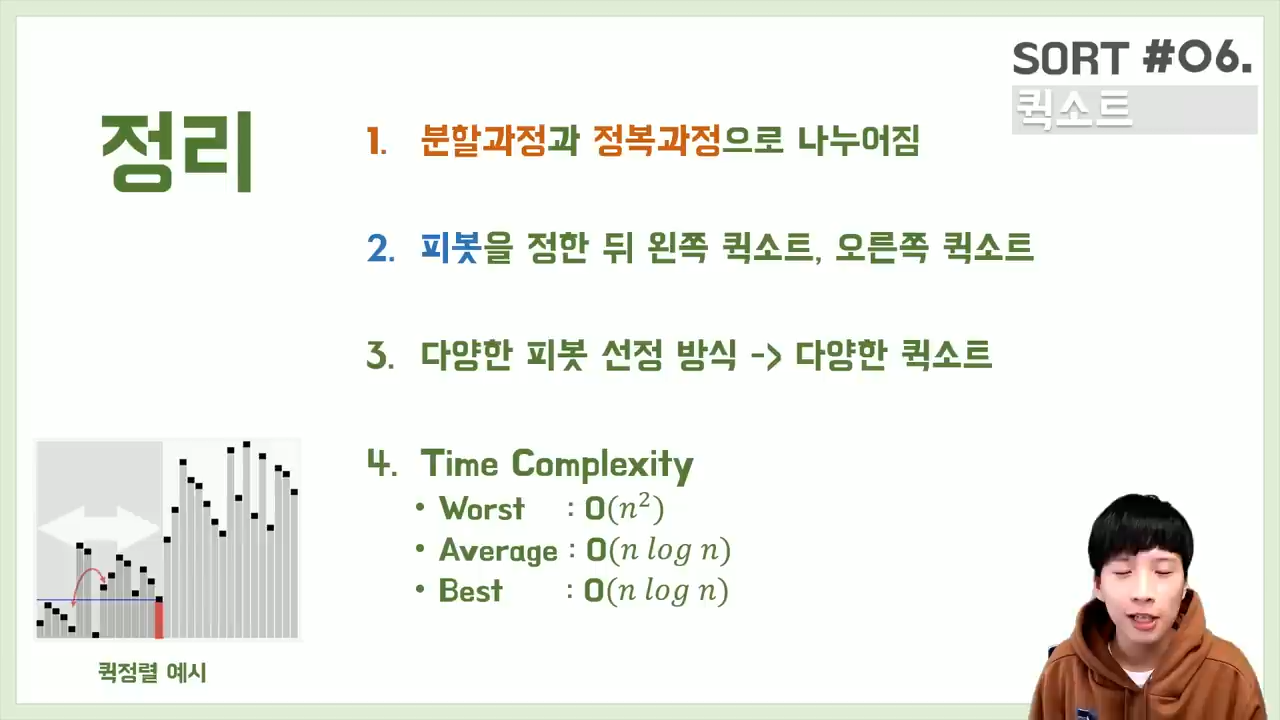 SORT #06.
퀵소트
정리
1. 분할과정과 정복과정으로 나누어짐
2. 피봇을 정한 뒤 왼쪽 퀵소트, 오른쪽 퀵소트
3. 다양한 피봇 선정 방식 -> 다양한 퀵소트
4. Time Complexity
• Worst : O(n²)
• Average : O(n log n)
• Best : O(n log n)
퀵정렬 예시